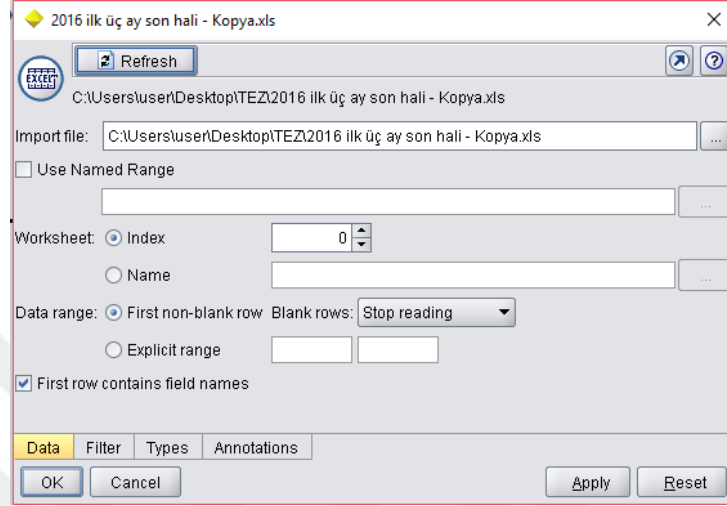 2016 ilk üç ay son hali - Kopya.xls
Refresh
EXCEL
C:\Users\user\Desktop\TEZ\2016 ilk üç ay son hali - Kopya.xls
Import file: C:\Users\user\Desktop\TEZ\2016 ilk üç ay son hali - Kopya.xls ...
Use Named Range
...
Worksheet: Index 0
Name ...
Data range: First non-blank row Blank rows: Stop reading
Explicit range
First row contains field names
Data Filter Types Annotations
OK Cancel Apply Reset